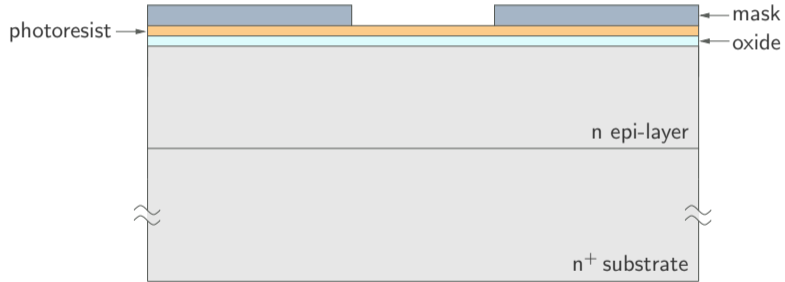 mask
photoresist
oxide
n epi-layer
n⁺ substrate